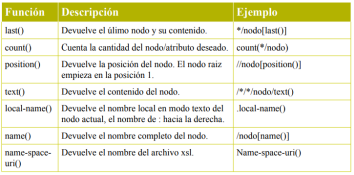 Función Descripción Ejemplo
last() Devuelve el úlimo nodo y su contenido. */nodo[last()]
count() Cuenta la cantidad del nodo/atributo deseado. count(*/nodo)
position() Devuelve la posición del nodo. El nodo raiz //nodo[position()]
empieza en la posición 1.
text() Devuelve el contenido del nodo. /*/*/nodo/text()
local-name() Devuelve el nombre local en modo texto del .local-name()
nodo actual, el nombre de : hacia la derecha.
name() Devuelve el nombre completo del nodo. /nodo[name()]
name-space- Devuelve el nombre del archivo xsl. Name-space-uri()
uri()